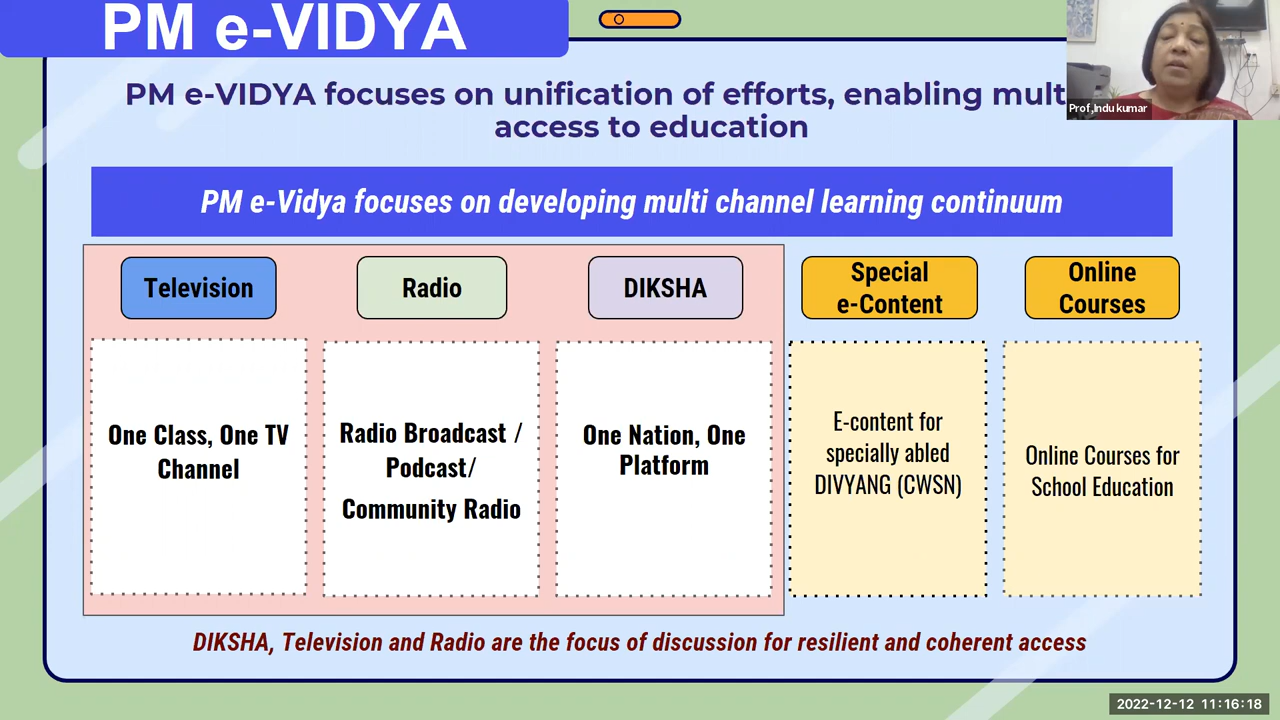 PM e-VIDYA
PM e-VIDYA focuses on unification of efforts, enabling
access to education
Prof,Indu kumar
PM e-Vidya focuses on developing multi channel learning continuum
Television
Radio
DIKSHA
Special
e-Content
Online
Courses
One Class, One TV
Channel
Radio Broadcast /
Podcast/
Community Radio
One Nation, One
Platform
E-content for
specially abled
DIVYANG (CWSN)
Online Courses for
School Education
DIKSHA, Television and Radio are the focus of discussion for resilient and coherent access
2022-12-12 11:16:18